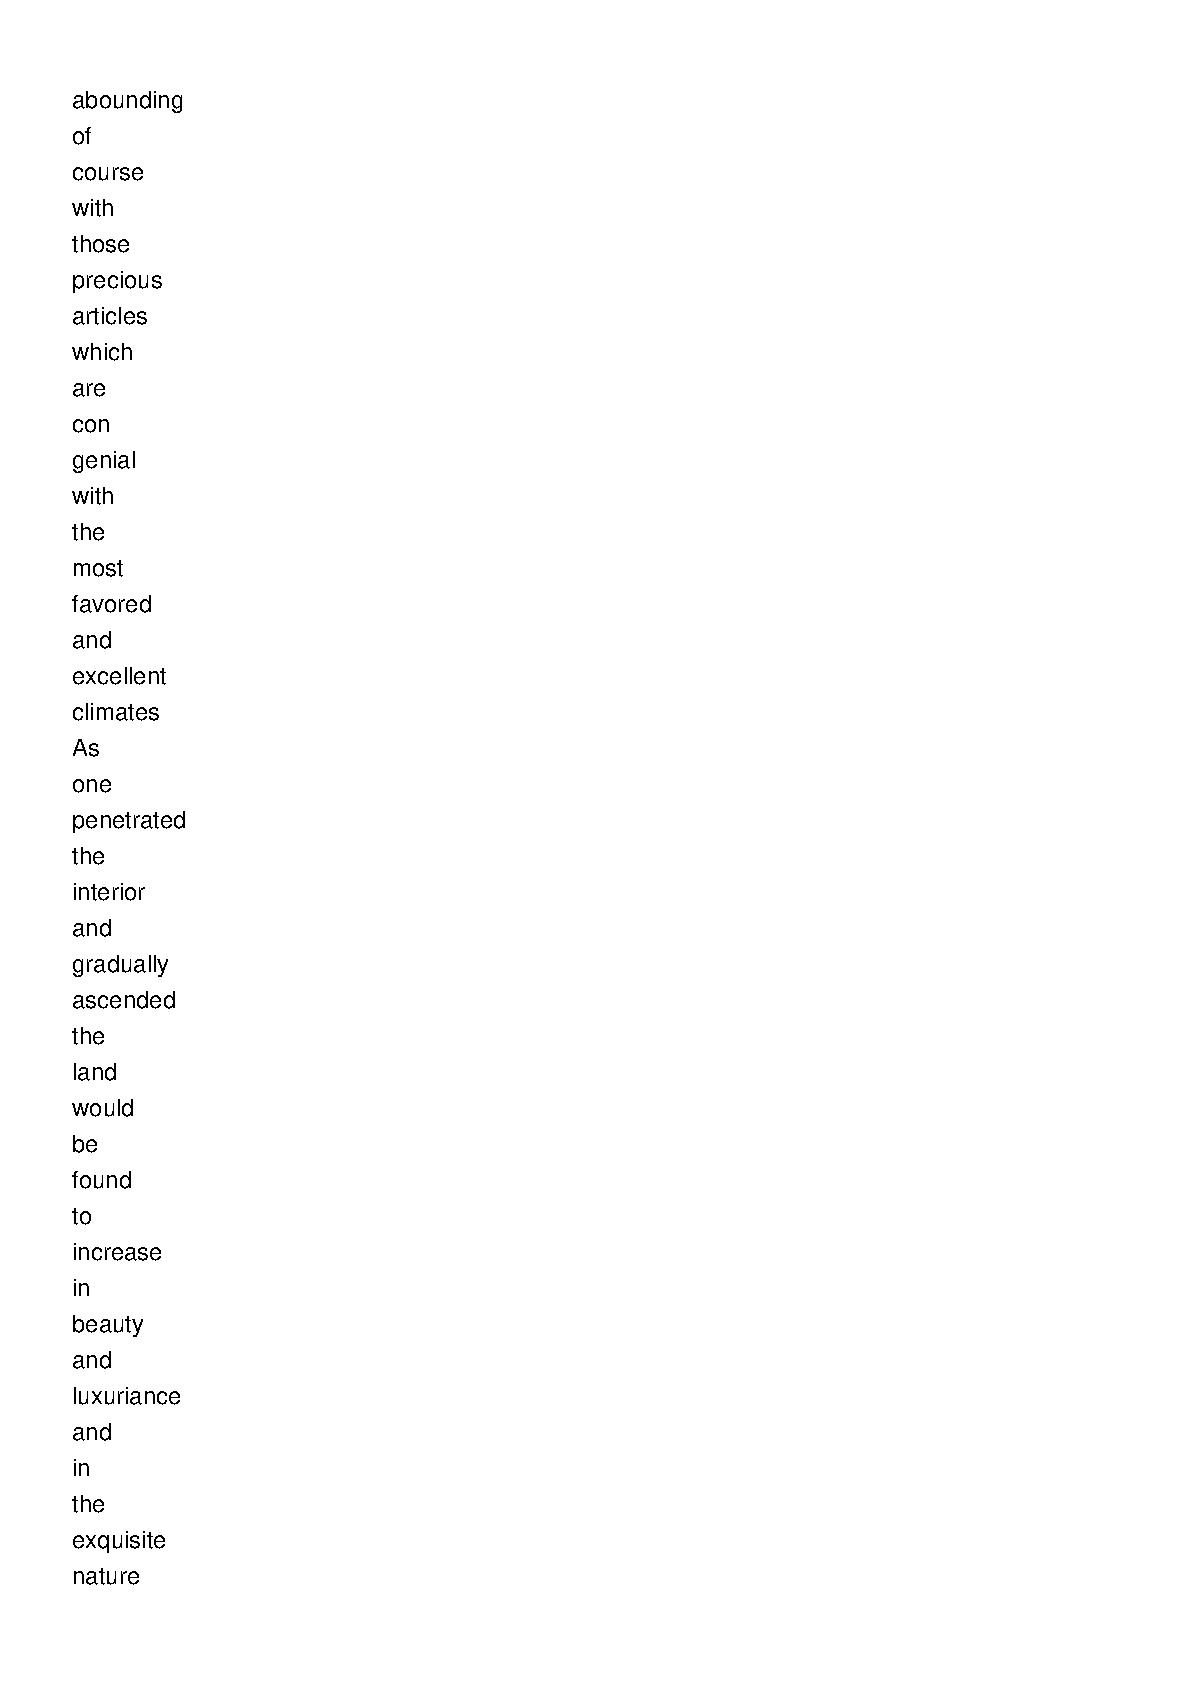 abounding
of
course
with
those
precious
articles
which
are
con
genial
with
the
most
favored
and
excellent
climates
As
one
penetrated
the
interior
and
gradually
ascended
the
land
would
be
found
to
increase
in
beauty
and
luxuriance
and
in
the
exquisite
nature